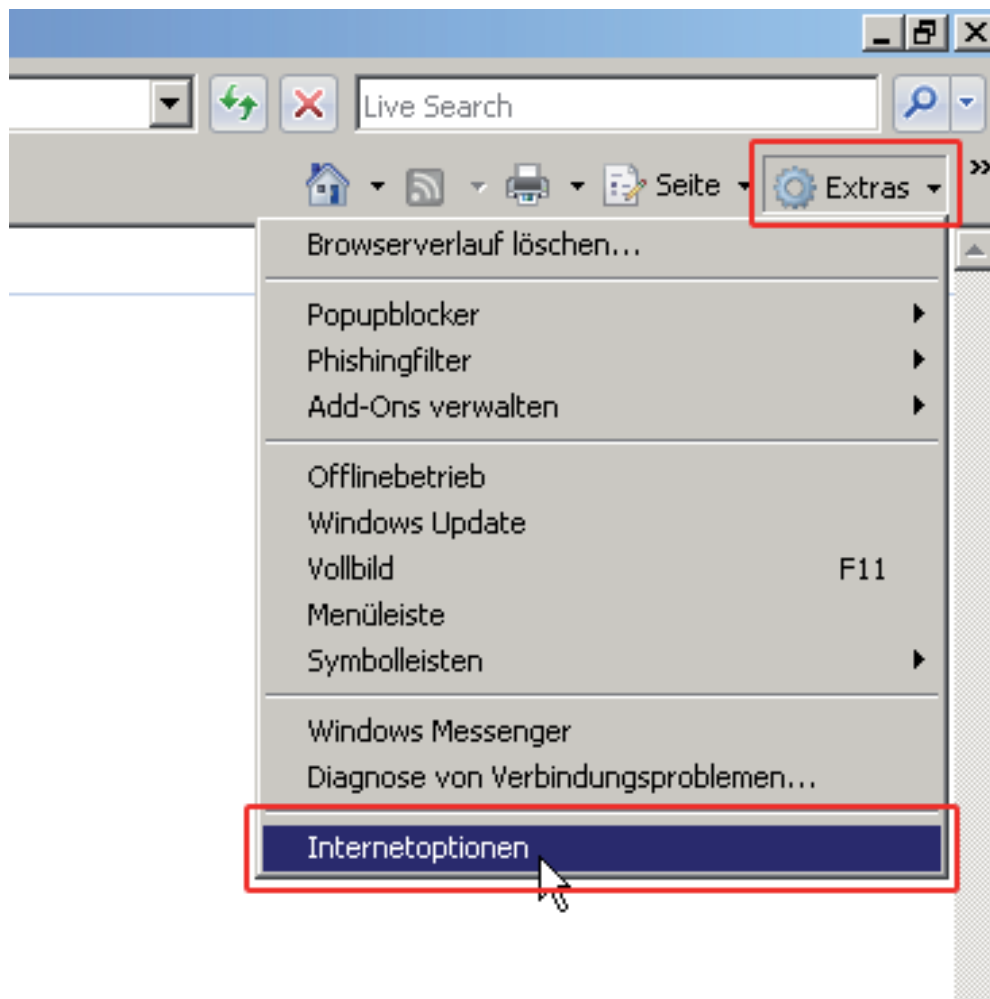 Live Search
Seite Extras
Browserverlauf löschen...
Popupblocker
Phishingfilter
Add-Ons verwalten
Offlinebetrieb
Windows Update
Vollbild F11
Menüleiste
Symbolleisten
Windows Messenger
Diagnose von Verbindungsproblemen...
Internetoptionen